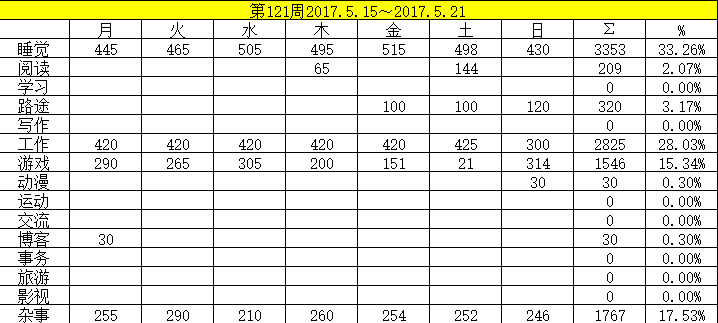 第121周2017.5.15～2017.5.21
月 火 水 木 金 土 日 Σ %
睡觉 445 465 505 495 515 498 430 3353 33.26%
阅读 65 144 209 2.07%
学习 0 0.00%
路途 100 100 120 320 3.17%
写作 0 0.00%
工作 420 420 420 420 420 425 300 2825 28.03%
游戏 290 265 305 200 151 21 314 1546 15.34%
动漫 30 30 0.30%
运动 0 0.00%
交流 0 0.00%
博客 30 30 0.30%
事务 0 0.00%
旅游 0 0.00%
影视 0 0.00%
杂事 255 290 210 260 254 252 246 1767 17.53%